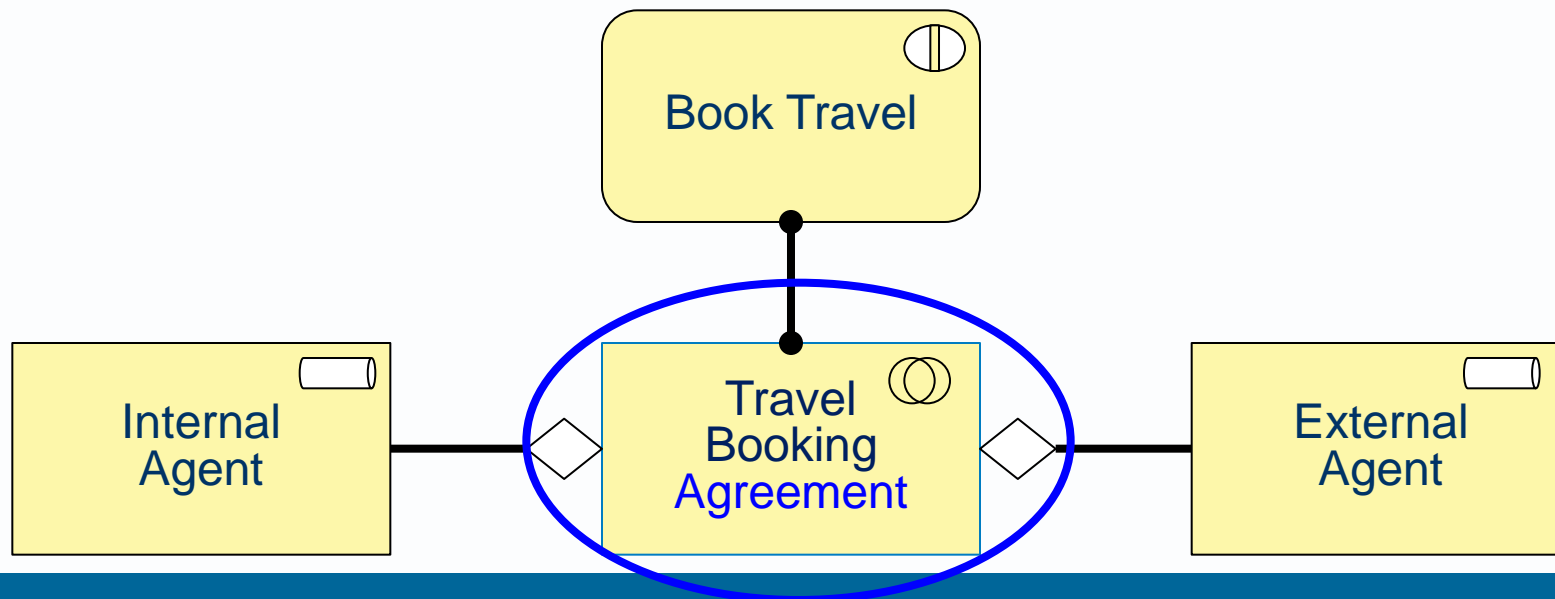 Book Travel
Internal
Agent
Travel
Booking
Agreement
External
Agent